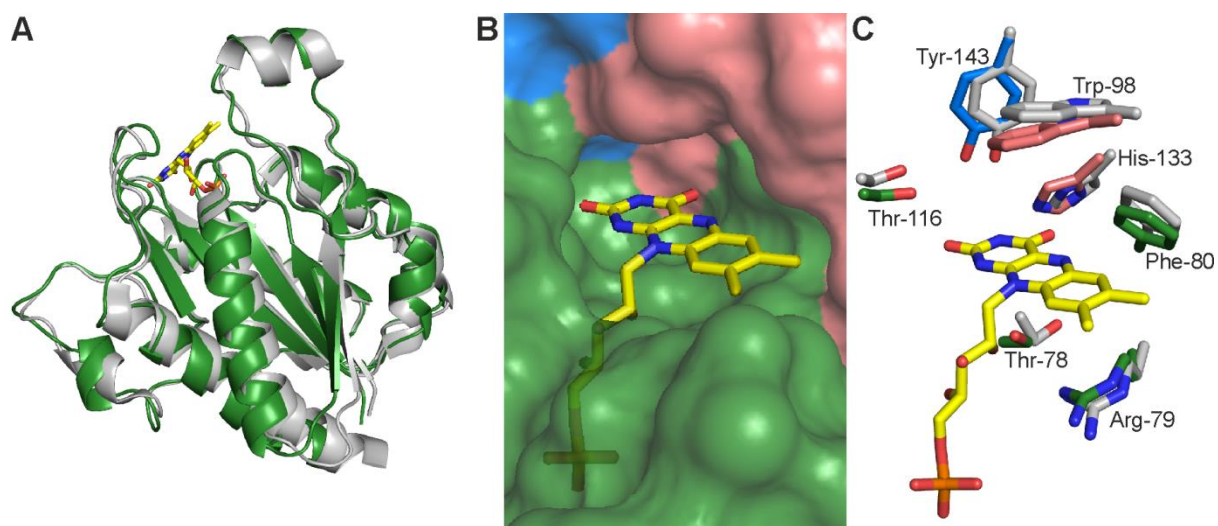 A
B
C
Tyr-143
Trp-98
His-133
Thr-116
Phe-80
Thr-78
Arg-79